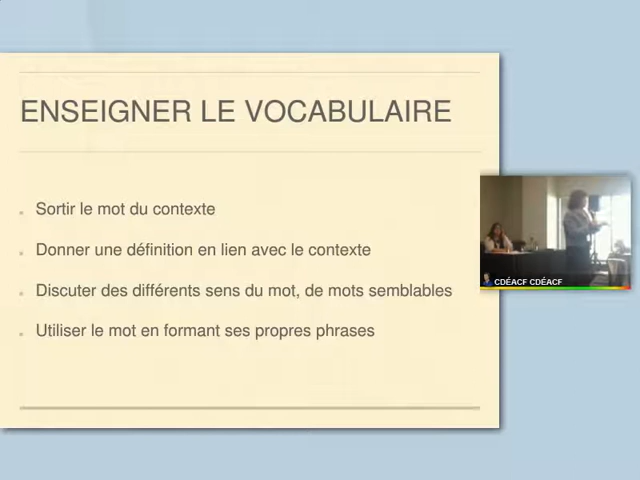 ENSEIGNER LE VOCABULAIRE
Sortir le mot du contexte
Donner une définition en lien avec le contexte
Discuter des différents sens du mot, de mots semblables
Utiliser le mot en formant ses propres phrases
CDÉACF CDÉACF